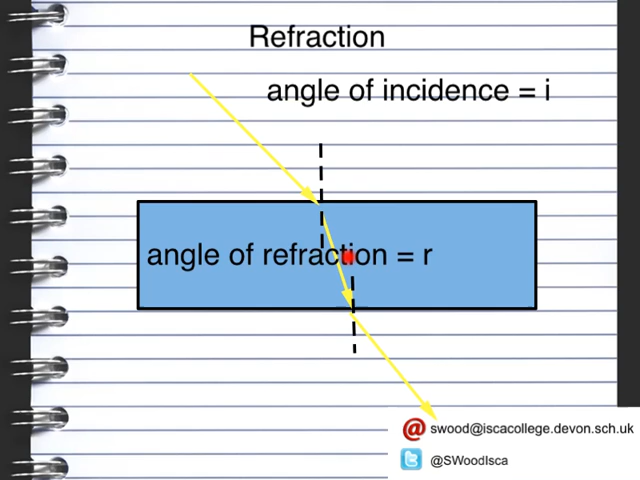 Refraction
angle of incidence = i
angle of refraction = r
swood@iscacollege.devon.sch.uk
@SWoodIsca